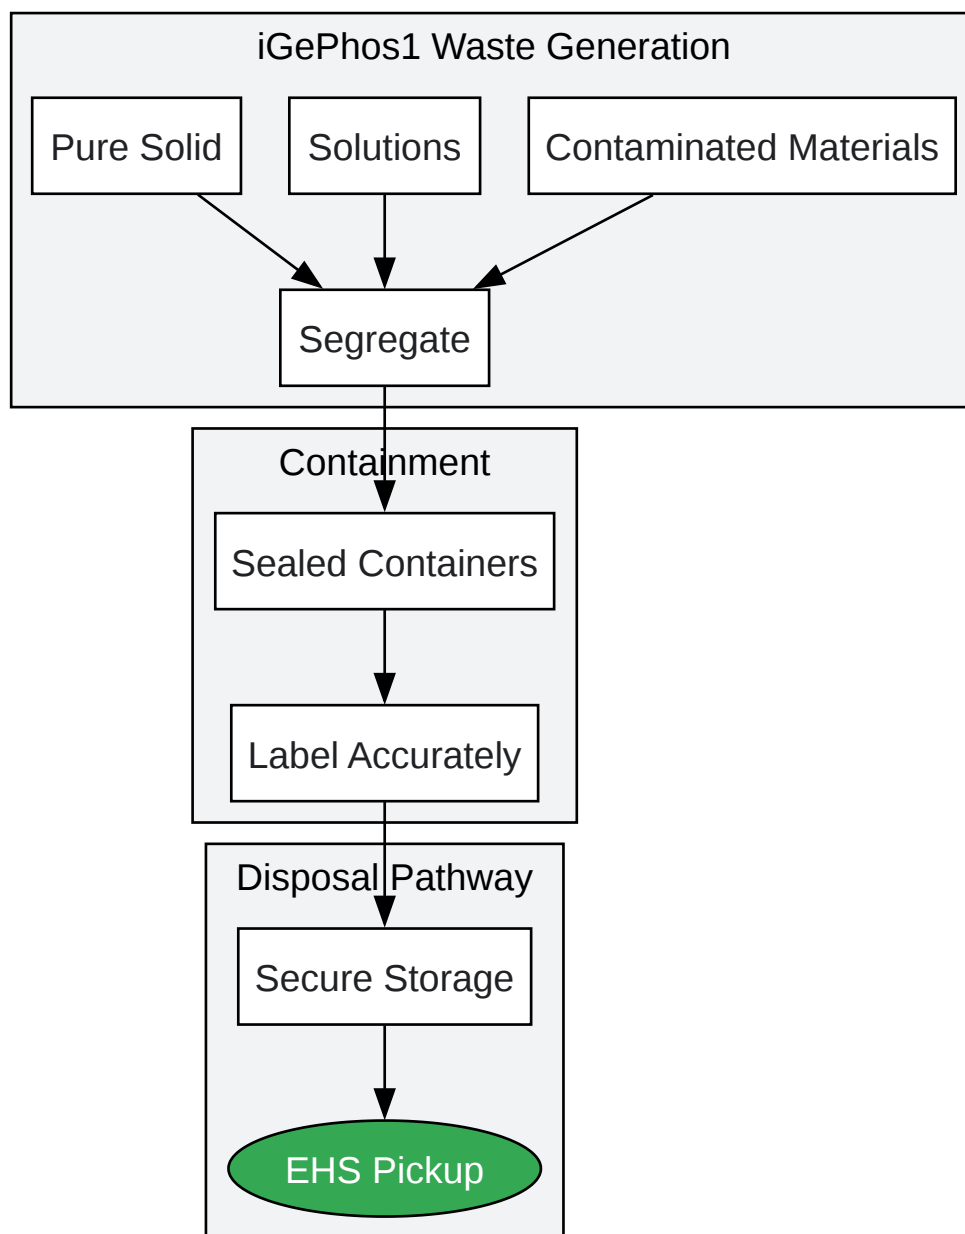 iGePhos1 Waste Generation
Pure Solid
Solutions
Contaminated Materials
Segregate
Containment
Sealed Containers
Label Accurately
Disposal Pathway
Secure Storage
EHS Pickup